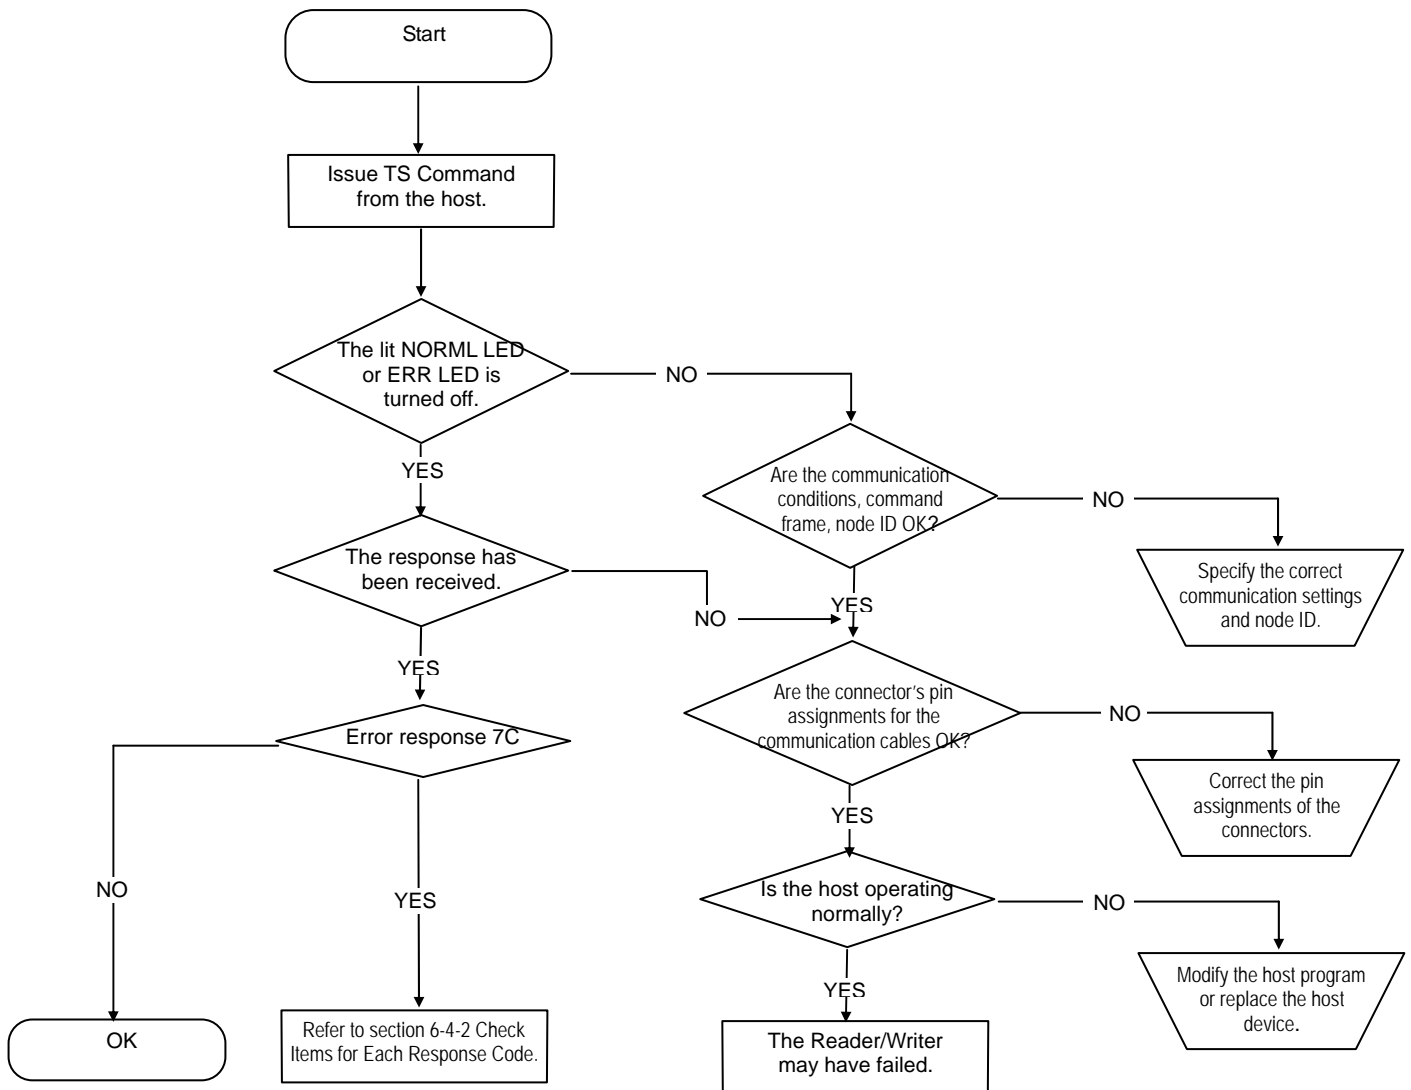 Start
Issue TS Command
from the host.
The lit NORML LED
or ERR LED is
turned off.
NO
YES
Are the communication
conditions, command
frame, node ID OK?
NO
Specify the correct
communication settings
and node ID.
YES
The response has
been received.
NO
YES
Are the connector's pin
assignments for the
communication cables OK?
NO
Correct the pin
assignments of the
connectors.
YES
Error response 7C
NO
YES
Is the host operating
normally?
NO
Modify the host program
or replace the host
device.
YES
OK
Refer to section 6-4-2 Check
Items for Each Response Code.
The Reader/Writer
may have failed.